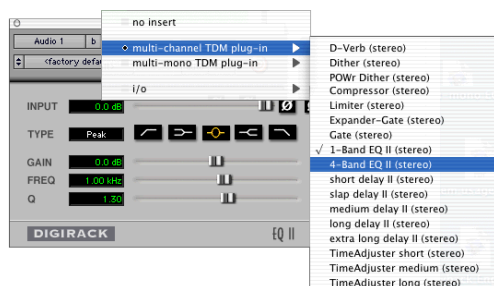 no insert
multi-channel TDM plug-in
multi-mono TDM plug-in
i/o
Audio 1
b
<factory defau
INPUT
0.0 dB
Ø
TYPE
Peak
GAIN
0.0 dB
FREQ
1.00 kHz
Q
1.30
DIGIRACK
EQ II
D-Verb (stereo)
Dither (stereo)
POWr Dither (stereo)
Compressor (stereo)
Limiter (stereo)
Expander-Gate (stereo)
Gate (stereo)
√ 1-Band EQ II (stereo)
4-Band EQ II (stereo)
short delay II (stereo)
slap delay II (stereo)
medium delay II (stereo)
long delay II (stereo)
extra long delay II (stereo)
TimeAdjuster short (stereo)
TimeAdjuster medium (stereo)
TimeAdjuster long (stereo)